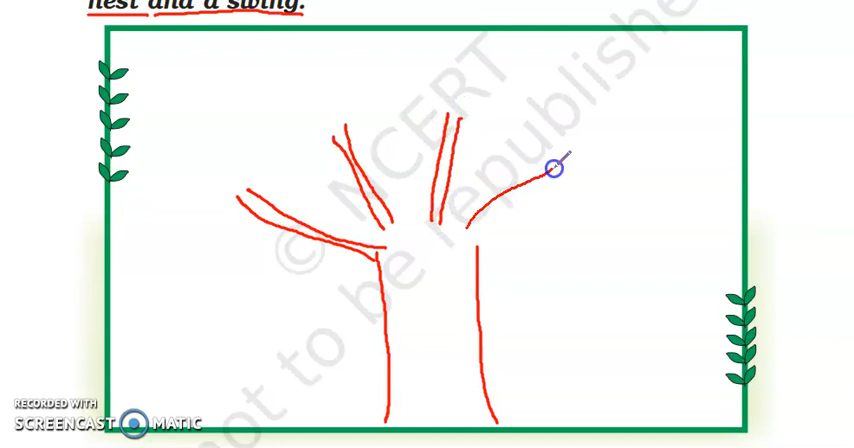 nest and a swing.
© NCERT
not to be republished
RECORDED WITH
SCREENCAST MATIC